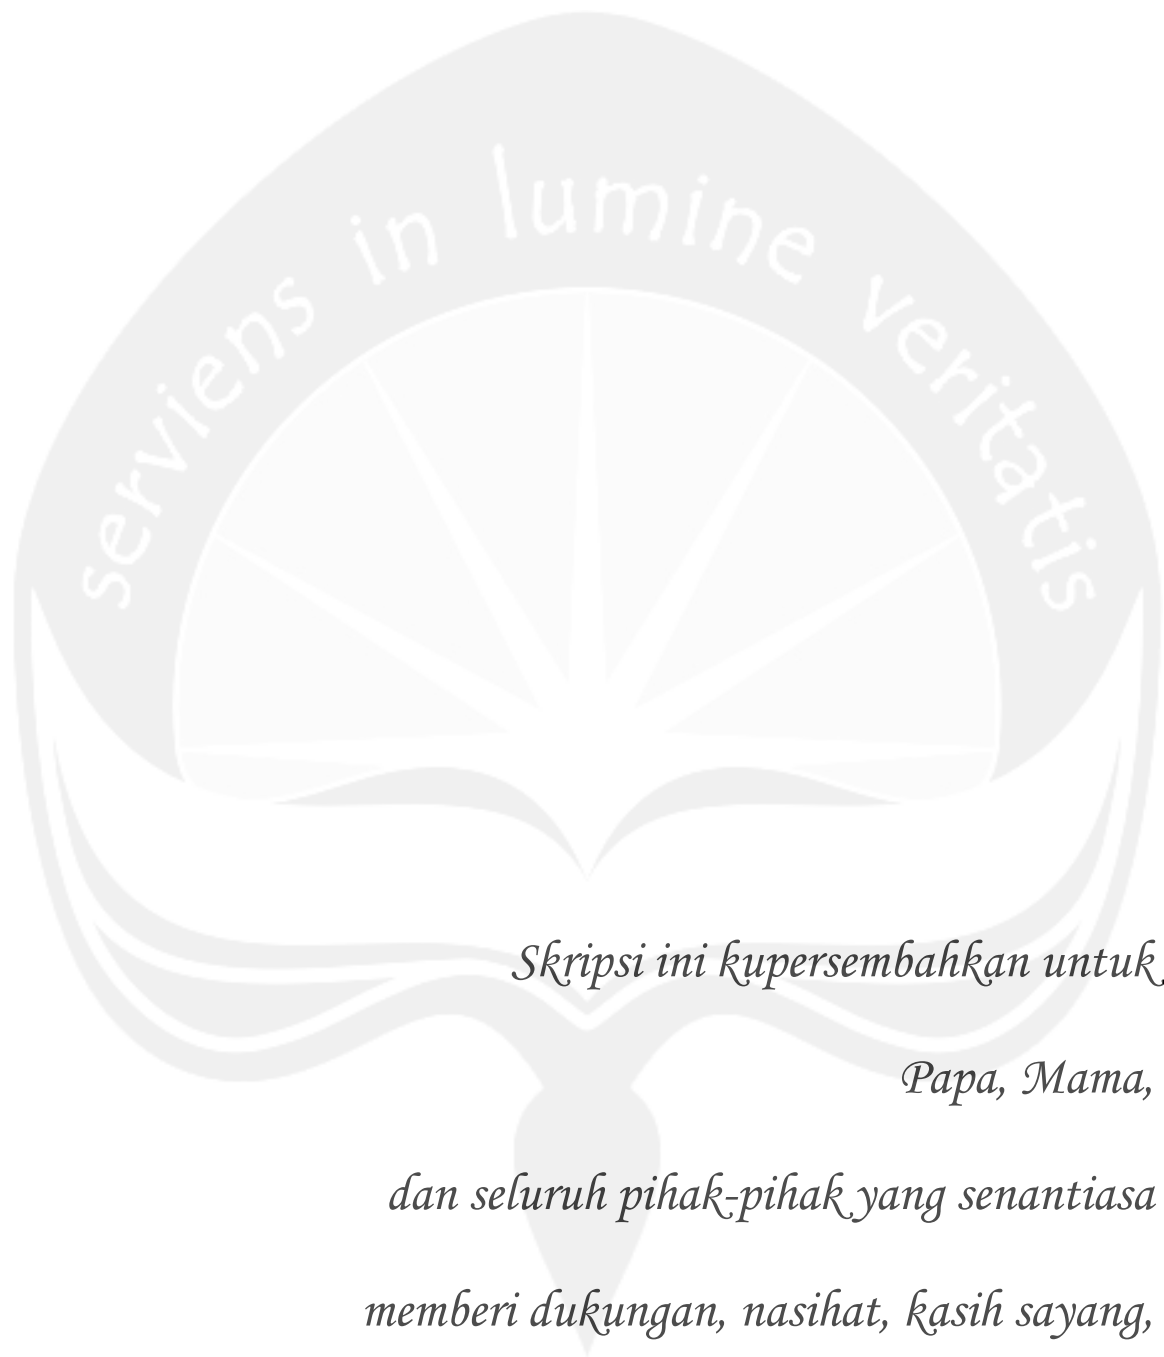 serviens in lumine veritatis
Skripsi ini kupersembahkan untuk
Papa, Mama,
dan seluruh pihak-pihak yang senantiasa
memberi dukungan, nasihat, kasih sayang,